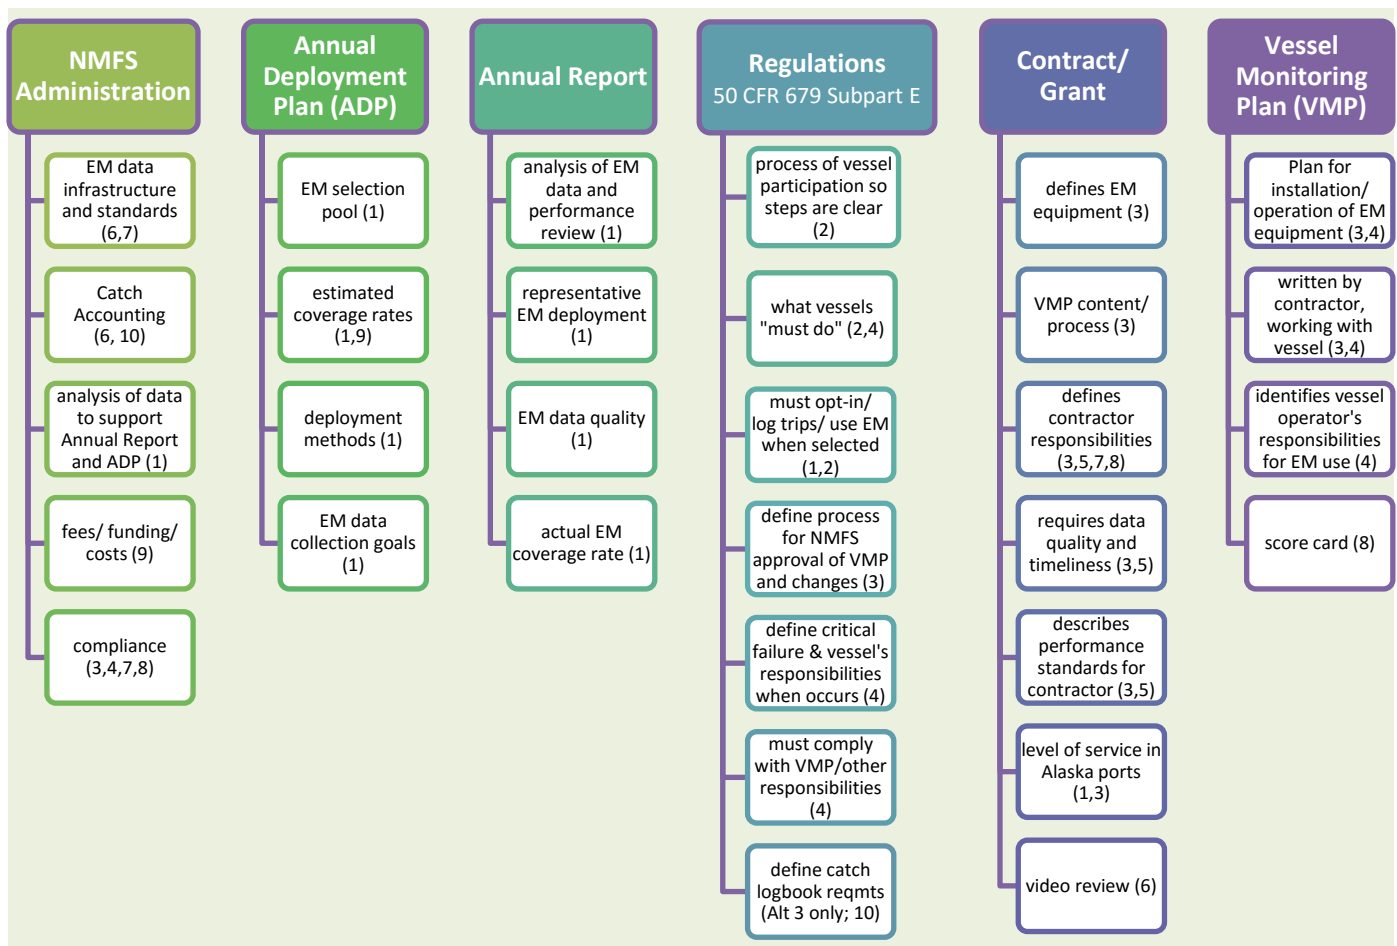 NMFS
Administration
EM data
infrastructure
and standards
(6,7)
Catch
Accounting
(6, 10)
analysis of data
to support
Annual Report
and ADP (1)
fees/ funding/
costs (9)
compliance
(3,4,7,8)
Annual
Deployment
Plan (ADP)
EM selection
pool (1)
estimated
coverage rates
(1,9)
deployment
methods (1)
EM data
collection goals
(1)
Annual Report
analysis of EM
data and
performance
review (1)
representative
EM deployment
(1)
EM data quality
(1)
actual EM
coverage rate (1)
Regulations
50 CFR 679 Subpart E
process of vessel
participation so
steps are clear
(2)
what vessels
"must do" (2,4)
must opt-in/
log trips/ use EM
when selected
(1,2)
define process
for NMFS
approval of VMP
and changes (3)
define critical
failure & vessel's
responsibilities
when occurs (4)
must comply
with VMP/other
responsibilities
(4)
define catch
logbook reqmts
(Alt 3 only; 10)
Contract/
Grant
defines EM
equipment (3)
VMP content/
process (3)
defines
contractor
responsibilities
(3,5,7,8)
requires data
quality and
timeliness (3,5)
describes
performance
standards for
contractor (3,5)
level of service in
Alaska ports
(1,3)
video review (6)
Vessel
Monitoring
Plan (VMP)
Plan for
installation/
operation of EM
equipment (3,4)
written by
contractor,
working with
vessel (3,4)
identifies vessel
operator's
responsibilities
for EM use (4)
score card (8)